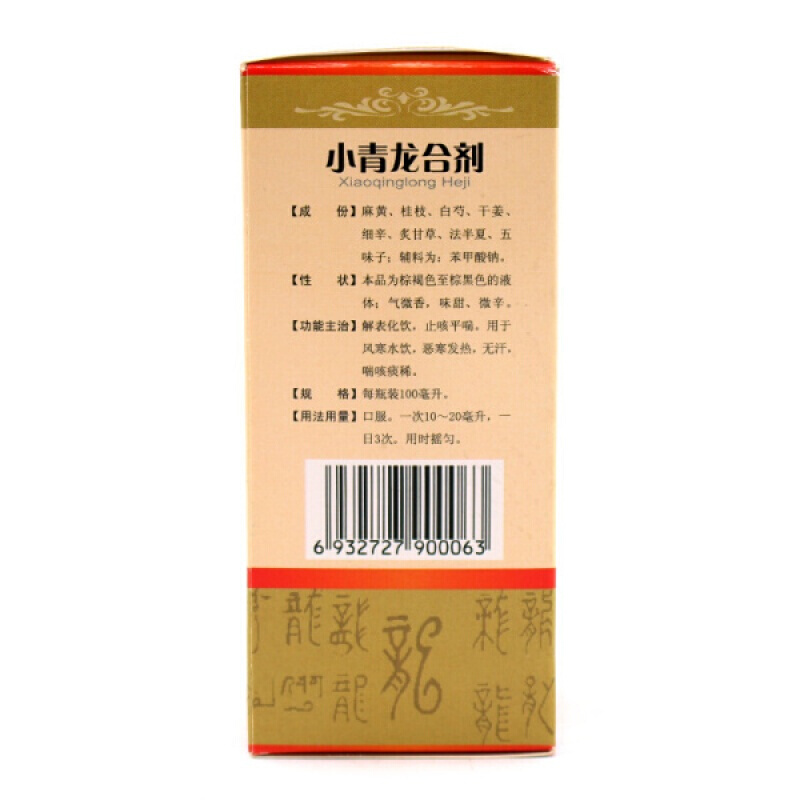 小青龙合剂
Xiaoqinglong Heji
【成 份】麻黄、桂枝、白芍、干姜、
细辛、炙甘草、法半夏、五
味子；辅料为：苯甲酸钠。
【性 状】本品为棕褐色至棕黑色的液
体；气微香，味甜、微辛。
【功能主治】解表化饮，止咳平喘。用于
风寒水饮，恶寒发热，无汗，
喘咳痰稀。
【规 格】每瓶装100毫升。
【用法用量】口服。一次10～20毫升，一
日3次。用时摇匀。
6 932727 900063
龍